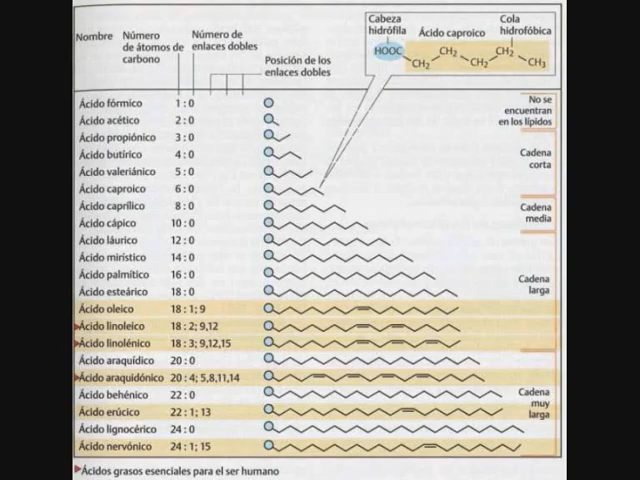 Nombre
Número de átomos de carbono
Número de enlaces dobles
Posición de los enlaces dobles
Cabeza hidrófila
Ácido caproico
Cola hidrofóbica
HOOC CH₂ CH₂ CH₂ CH₂ CH₃
Ácido fórmico 1 : 0
Ácido acético 2 : 0
Ácido propiónico 3 : 0
Ácido butírico 4 : 0
Ácido valeriánico 5 : 0
Ácido caproico 6 : 0
Ácido caprílico 8 : 0
Ácido cápico 10 : 0
Ácido láurico 12 : 0
Ácido mirístico 14 : 0
Ácido palmítico 16 : 0
Ácido esteárico 18 : 0
Ácido oleico 18 : 1; 9
Ácido linoleico 18 : 2; 9,12
Ácido linolénico 18 : 3; 9,12,15
Ácido araquídico 20 : 0
Ácido araquidónico 20 : 4; 5,8,11,14
Ácido behénico 22 : 0
Ácido erúcico 22 : 1; 13
Ácido lignocérico 24 : 0
Ácido nervónico 24 : 1; 15
No se encuentran en los lípidos
Cadena corta
Cadena media
Cadena larga
Cadena muy larga
Ácidos grasos esenciales para el ser humano